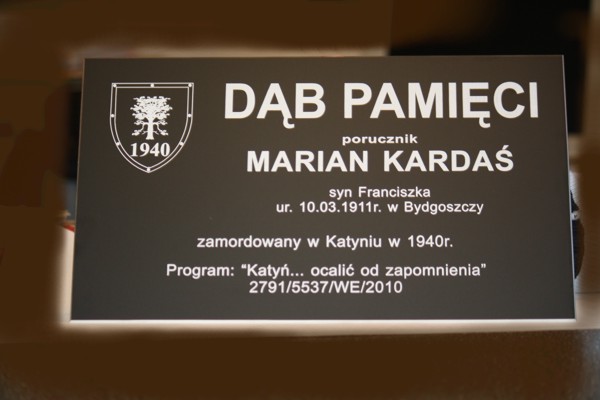 1940
DĄB PAMIĘCI
porucznik
MARIAN KARDAŚ
syn Franciszka
ur. 10.03.1911r. w Bydgoszczy
zamordowany w Katyniu w 1940r.
Program: “Katyń... ocalić od zapomnienia”
2791/5537/WE/2010